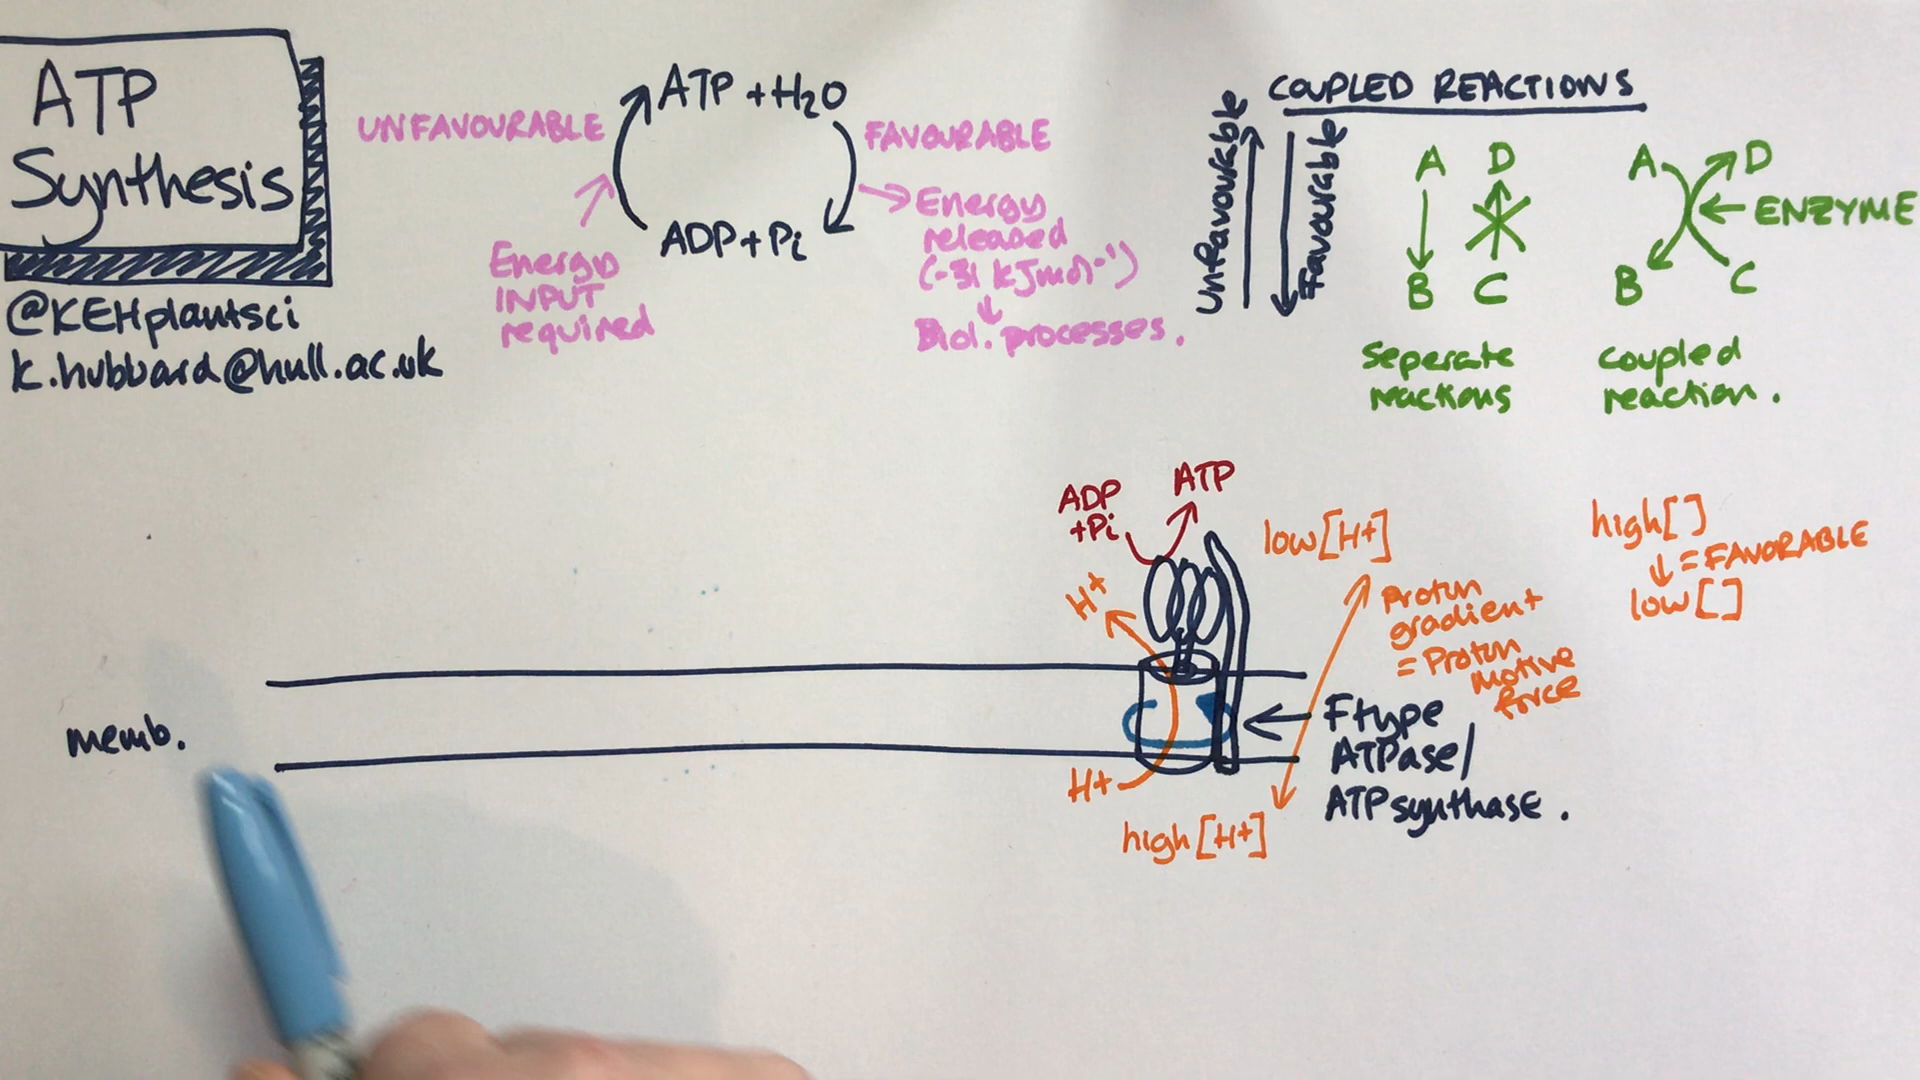 ATP
Synthesis
@KEHplantsci
k.hubbard@hull.ac.uk
UNFAVOURABLE
ATP + H2O
FAVOURABLE
ADP + Pi
Energy
INPUT
required
Energy
released
(-31 kJmol-1)
↓
Biol. processes.
COUPLED REACTIONS
Unfavourable
Favourable
A D
B C
Seperate
reactions
A D
ENZYME
B C
coupled
reaction.
ADP
+Pi
ATP
low [H+]
H+
Proton
gradient
= Proton
Motive
force
high []
↓ = FAVORABLE
low []
memb.
F type
ATPase/
ATPsynthase.
H+
high [H+]